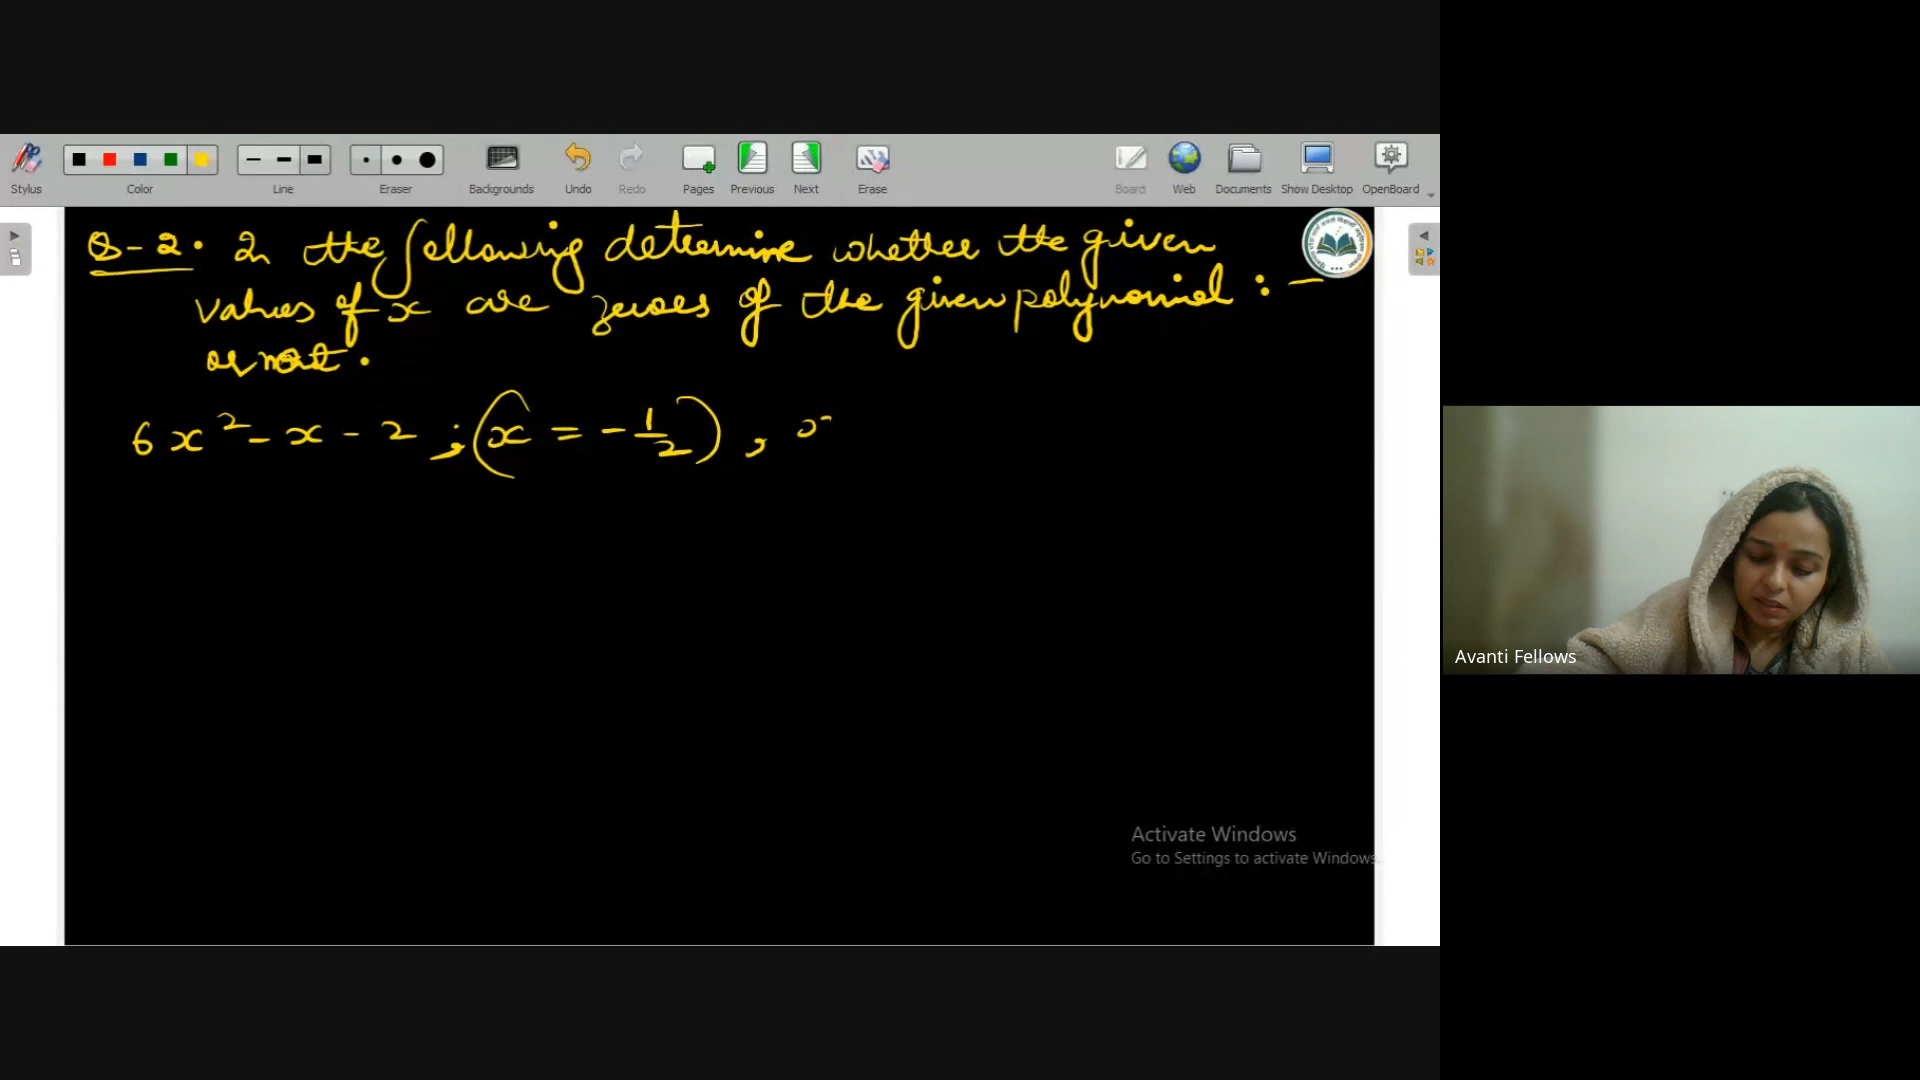 Stylus Color Line Eraser Backgrounds Undo Redo Pages Previous Next Erase Board Web Documents Show Desktop OpenBoard
Q-2. In the following determine whether the given
values of x are zeroes of the given polynomial : -
or not.
6x² - x - 2 ; (x = -1/2) ,
Avanti Fellows
Activate Windows
Go to Settings to activate Windows.